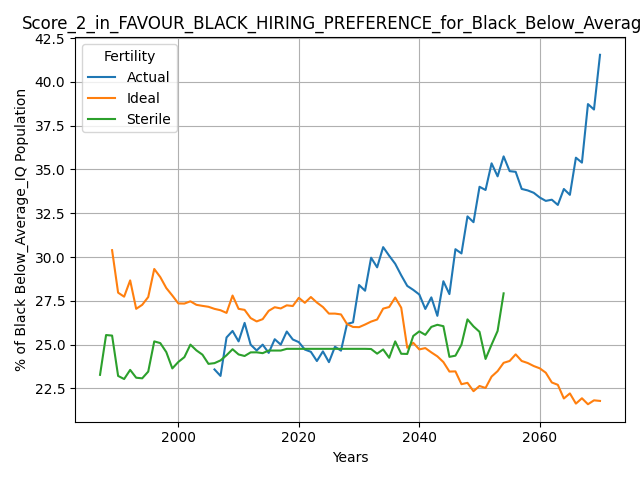 Score_2_in_FAVOUR_BLACK_HIRING_PREFERENCE_for_Black_Below_Averag
42.5
40.0
37.5
35.0
32.5
30.0
27.5
25.0
22.5
% of Black Below_Average_IQ Population
Fertility
Actual
Ideal
Sterile
2000
2020
2040
2060
Years